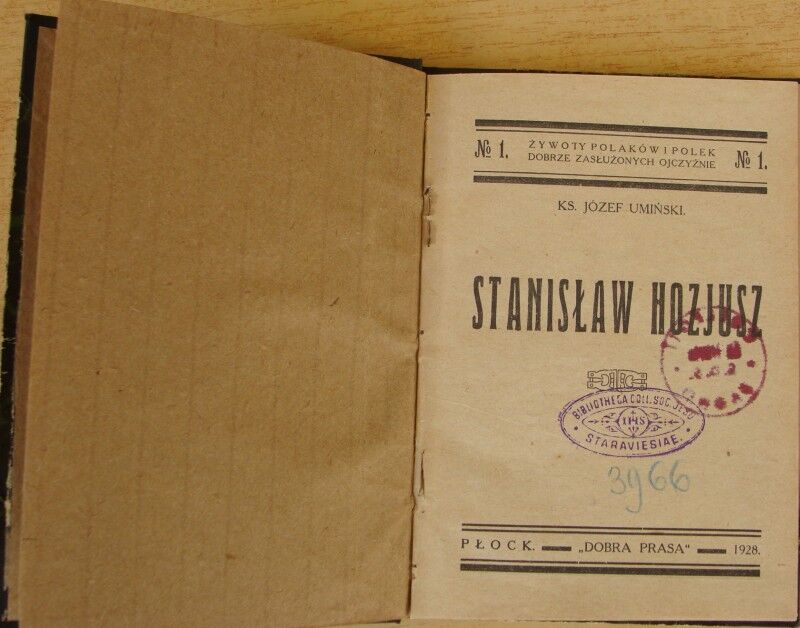 № 1. ŻYWOTY POLAKÓW I POLEK № 1.
DOBRZE ZASŁUŻONYCH OJCZYŹNIE
KS. JÓZEF UMIŃSKI.
STANISŁAW HOZJUSZ
BIBLIOTHECA COLL. SOC. JESU
IHS
STARAVIESIAE.
3966
PŁOCK. — „DOBRA PRASA“ — 1928.